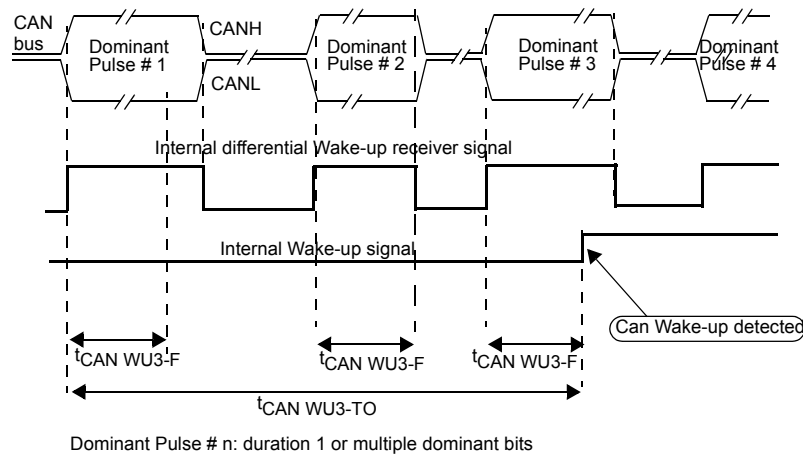 CAN
bus
CANH
Dominant
Pulse # 1
Dominant
Pulse # 2
Dominant
Pulse # 3
Dominant
Pulse # 4
CANL
Internal differential Wake-up receiver signal
Internal Wake-up signal
Can Wake-up detected
tCAN WU3-F
tCAN WU3-F
tCAN WU3-F
tCAN WU3-TO
Dominant Pulse # n: duration 1 or multiple dominant bits